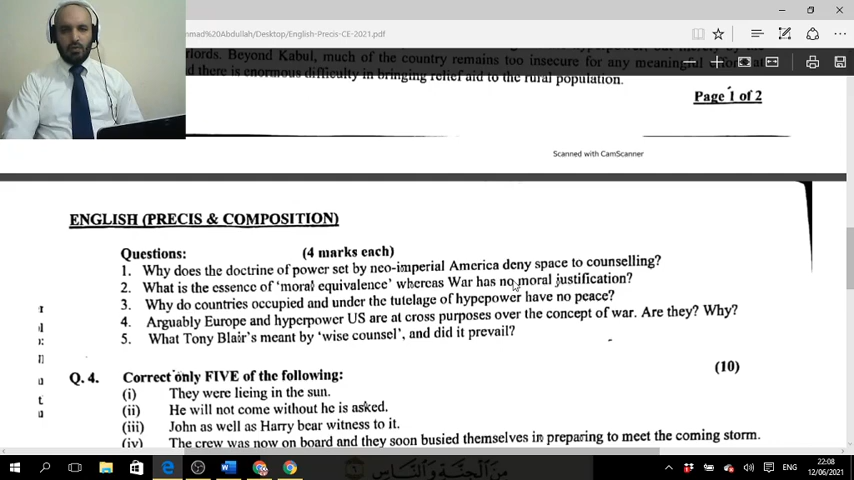 mmad%20Abdullah/Desktop/English-Precis-CE-2021.pdf
lords. Beyond Kabul, much of the country remains too insecure for any meaningful
d there is enormous difficulty in bringing relief aid to the rural population.
Page 1 of 2
Scanned with CamScanner
ENGLISH (PRECIS & COMPOSITION)
Questions: (4 marks each)
1. Why does the doctrine of power set by neo-imperial America deny space to counselling?
2. What is the essence of 'moral equivalence' whereas War has no moral justification?
3. Why do countries occupied and under the tutelage of hypepower have no peace?
4. Arguably Europe and hyperpower US are at cross purposes over the concept of war. Are they? Why?
5. What Tony Blair's meant by 'wise counsel', and did it prevail?
Q. 4. Correct only FIVE of the following: (10)
(i) They were lieing in the sun.
(ii) He will not come without he is asked.
(iii) John as well as Harry bear witness to it.
(iv) The crew was now on board and they soon busied themselves in preparing to meet the coming storm.
من الجنة والناس
ENG
22:08
12/06/2021